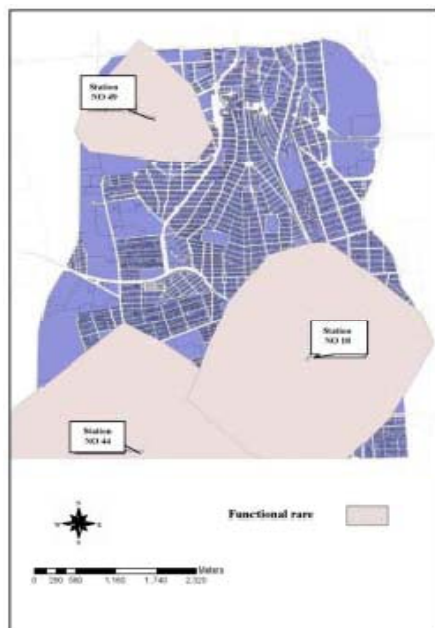 Station
NO 49
Station
NO 18
Station
NO 44
Functional rare
N
W
E
S
Meters
0 290 580 1,160 1,740 2,320